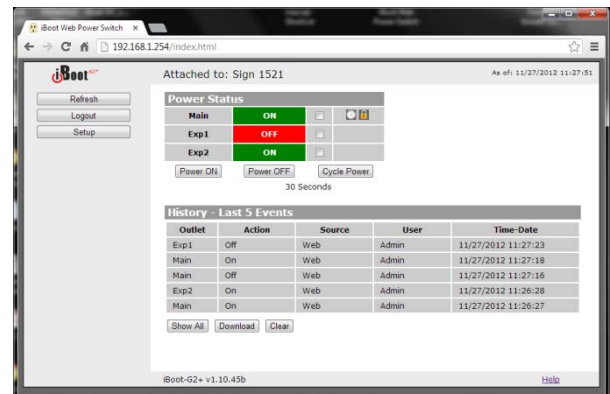 iBoot Web Power Switch ×
192.168.1.254/index.html
iBoot-G2+
Attached to: Sign 1521
As of: 11/27/2012 11:27:51
Refresh
Logout
Setup
Power Status
Main ON
Exp1 OFF
Exp2 ON
Power ON Power OFF Cycle Power
30 Seconds
History - Last 5 Events
Outlet Action Source User Time-Date
Exp1 Off Web Admin 11/27/2012 11:27:23
Main On Web Admin 11/27/2012 11:27:18
Main Off Web Admin 11/27/2012 11:27:16
Exp2 On Web Admin 11/27/2012 11:26:28
Main On Web Admin 11/27/2012 11:26:27
Show All Download Clear
iBoot-G2+ v1.10.45b Help